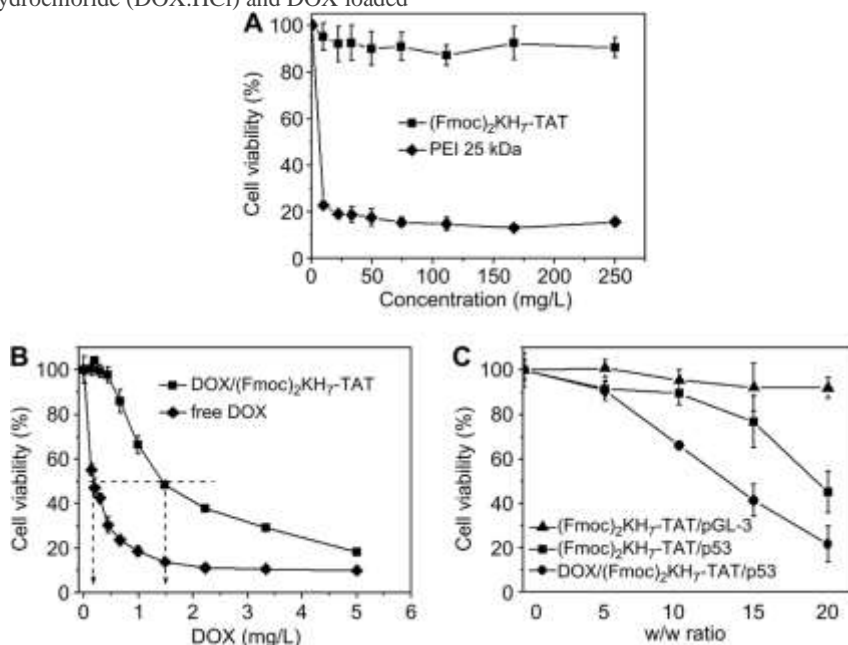 ydrochloride (DOX.HCl) and DOX loaded
A
100
80
60
40
20
0
Cell viability (%)
(Fmoc)₂KH₇-TAT
PEI 25 kDa
0 50 100 150 200 250
Concentration (mg/L)
B
100
80
60
40
20
0
Cell viability (%)
DOX/(Fmoc)₂KH₇-TAT
free DOX
0 1 2 3 4 5 6
DOX (mg/L)
C
100
80
60
40
20
0
Cell viability (%)
(Fmoc)₂KH₇-TAT/pGL-3
(Fmoc)₂KH₇-TAT/p53
DOX/(Fmoc)₂KH₇-TAT/p53
0 5 10 15 20
w/w ratio